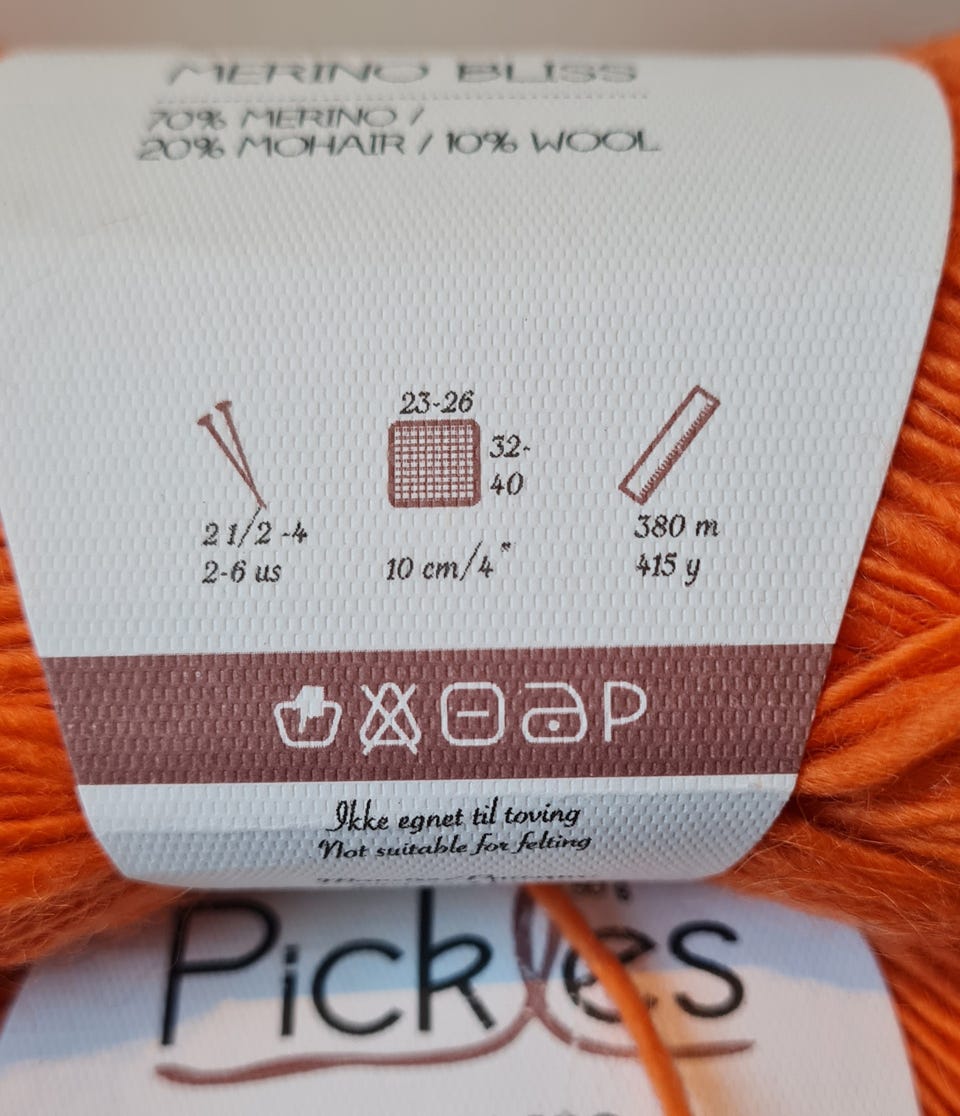 MERINO BLISS
70% MERINO /
20% MOHAIR / 10% WOOL
23-26
32-
40
2 1/2 -4
2-6 us
10 cm/4"
380 m
415 y
P
Ikke egnet til toving
Not suitable for felting
Pickles